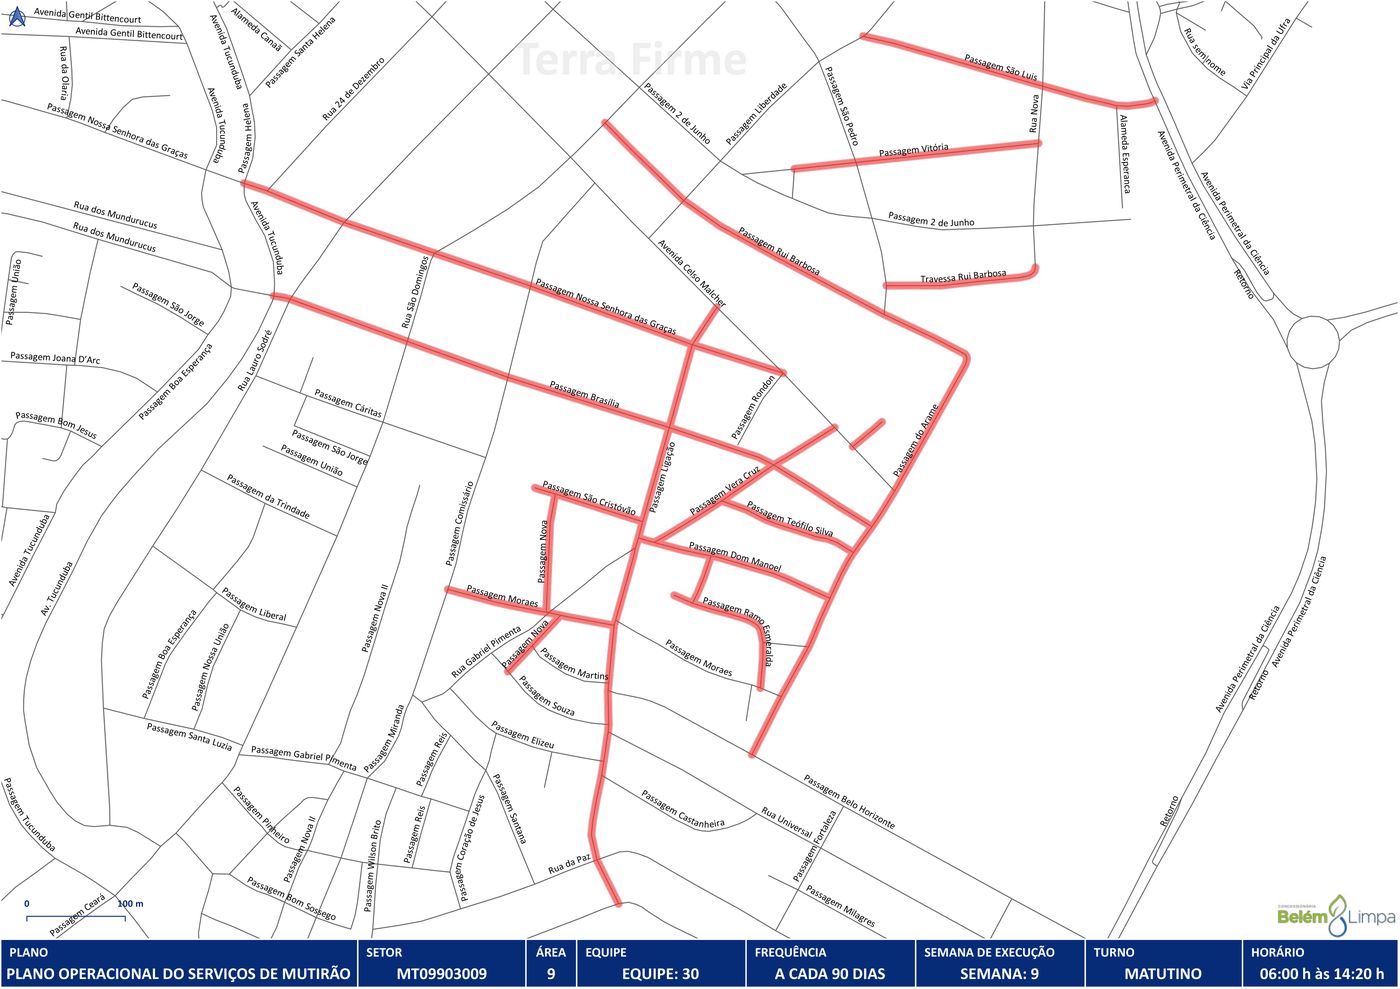 Avenida Gentil Bittencourt
Avenida Gentil Bittencourt
Rua da Olaria
Avenida Tucunduba
Alameda Canaã
Passagem Santa Helena
Rua 24 de Dezembro
Terra Firme
Passagem 2 de Junho
Passagem Liberdade
Passagem São Pedro
Passagem São Luis
Rua Nova
Rua sem|nome
Via Principal da Ufra
Passagem Nossa Senhora das Graças
Avenida Tucunduba
Passagem Helena
Passagem Vitória
Alameda Esperança
Avenida Perimetral da Ciência
Avenida Perimetral da Ciência
Retorno
Rua dos Mundurucus
Rua dos Mundurucus
Avenida Tucunduba
Passagem 2 de Junho
Passagem Rui Barbosa
Travessa Rui Barbosa
Avenida Celso Malcher
Passagem União
Passagem São Jorge
Rua São Domingos
Passagem Nossa Senhora das Graças
Passagem Joana D'Arc
Passagem Boa Esperança
Rua Lauro Sodré
Passagem Brasília
Passagem Rondon
Passagem do Arame
Passagem Bom Jesus
Passagem Cáritas
Passagem São Jorge
Passagem União
Passagem Ligação
Passagem Vera Cruz
Passagem da Trindade
Passagem Comissário
Passagem São Cristóvão
Passagem Teófilo Silva
Passagem Nova
Passagem Dom Manoel
Avenida Tucunduba
Av. Tucunduba
Passagem Liberal
Passagem Nova II
Passagem Moraes
Passagem Ramo Esmeralda
Passagem Boa Esperança
Passagem Nossa União
Rua Gabriel Pimenta
Passagem Nova
Passagem Martins
Passagem Moraes
Passagem Souza
Avenida Perimetral da Ciência
Avenida Perimetral da Ciência
Retorno
Passagem Santa Luzia
Passagem Gabriel Pimenta
Passagem Miranda
Passagem Reis
Passagem Elizeu
Passagem Tucunduba
Passagem Pinheiro
Passagem Nova II
Passagem Wilson Brito
Passagem Reis
Passagem Coração de Jesus
Passagem Santana
Passagem Castanheira
Rua Universal
Passagem Belo Horizonte
Passagem Fortaleza
Retorno
Rua da Paz
Passagem Bom Sossego
Passagem Milagres
Passagem Ceará
0 100 m
CONCESSIONÁRIA
Belém Limpa
PLANO
PLANO OPERACIONAL DO SERVIÇOS DE MUTIRÃO
SETOR
MT09903009
ÁREA
9
EQUIPE
EQUIPE: 30
FREQUÊNCIA
A CADA 90 DIAS
SEMANA DE EXECUÇÃO
SEMANA: 9
TURNO
MATUTINO
HORÁRIO
06:00 h às 14:20 h